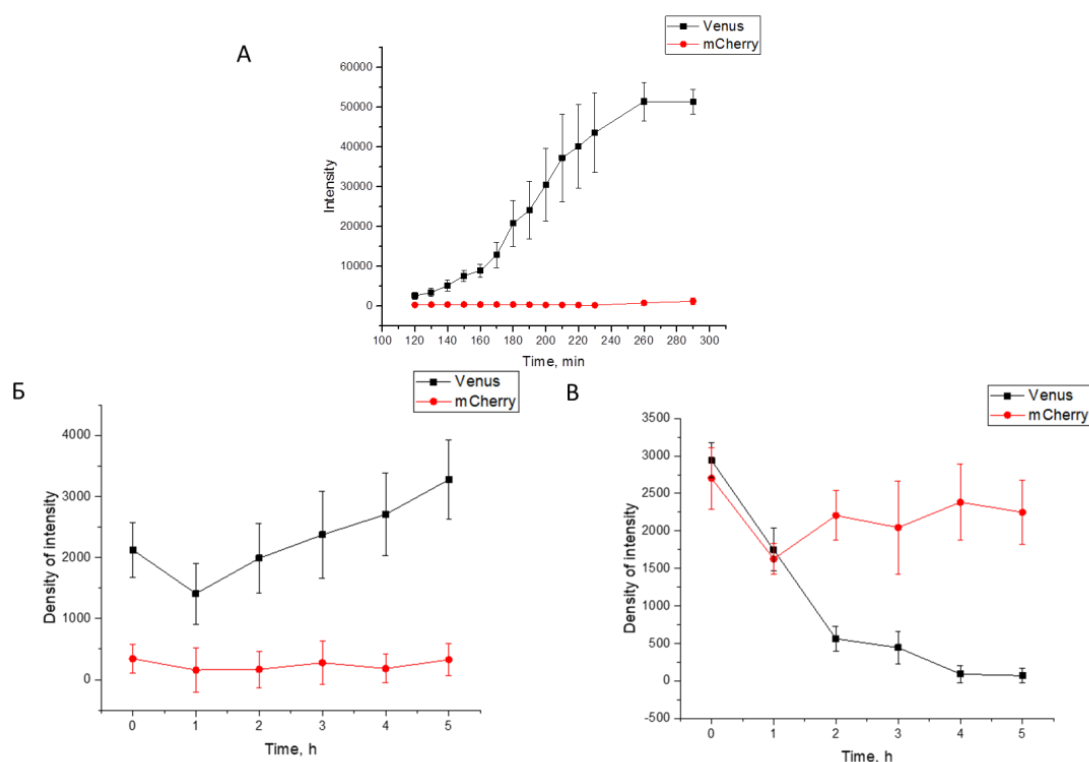 A
Venus
mCherry
60000
50000
40000
30000
20000
10000
0
Intensity
100 120 140 160 180 200 220 240 260 280 300
Time, min
Б
Venus
mCherry
4000
3000
2000
1000
0
Density of intensity
0 1 2 3 4 5
Time, h
В
Venus
mCherry
3500
3000
2500
2000
1500
1000
500
0
-500
Density of intensity
0 1 2 3 4 5
Time, h